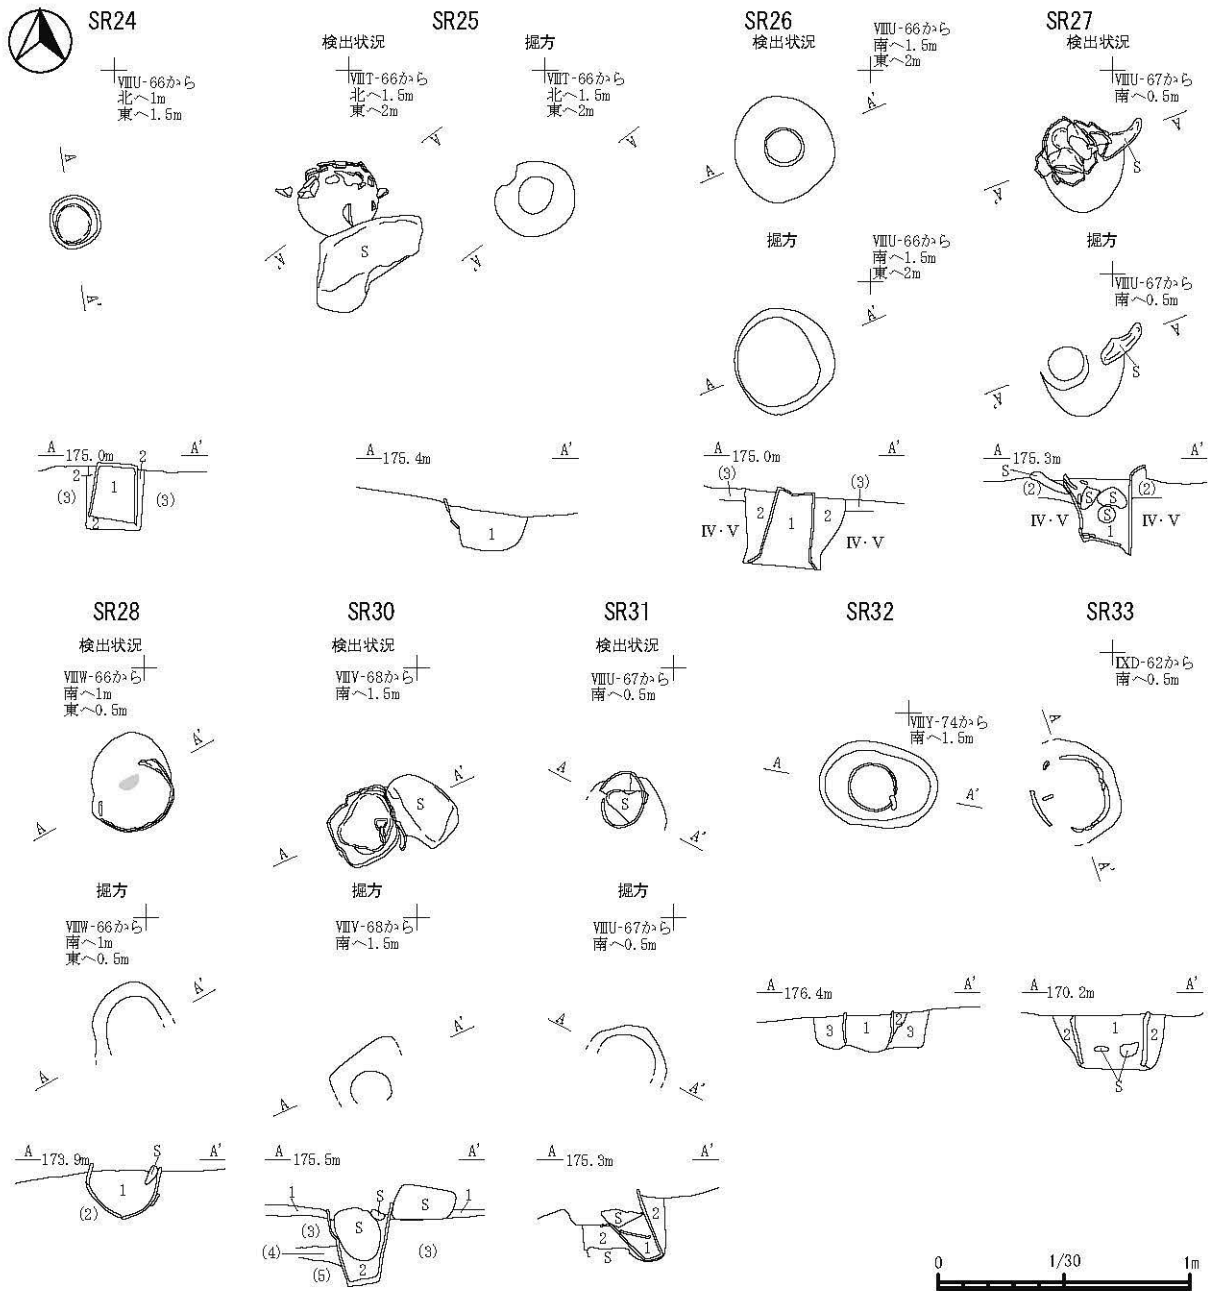 SR24
ⅧU-66から
北へ1m
東へ1.5m
A
A'
A 175.0m A'
2
2
(3)
1
(3)
2
SR25
検出状況
ⅧT-66から
北へ1.5m
東へ2m
A
S
A'
掘方
ⅧT-66から
北へ1.5m
東へ2m
A
A'
A 175.4m A'
1
SR26
検出状況
ⅧU-66から
南へ1.5m
東へ2m
A'
A
掘方
ⅧU-66から
南へ1.5m
東へ2m
A'
A
A 175.0m A'
(3)
(3)
2
1
2
Ⅳ・Ⅴ
Ⅳ・Ⅴ
SR27
検出状況
ⅧU-67から
南へ0.5m
A
S
A'
掘方
ⅧU-67から
南へ0.5m
A
S
A'
A 175.3m A'
S
(2)
S
S
(2)
S
Ⅳ・Ⅴ
1
Ⅳ・Ⅴ
SR28
検出状況
ⅧW-66から
南へ1m
東へ0.5m
A'
A
掘方
ⅧW-66から
南へ1m
東へ0.5m
A'
A
A 173.9m A'
S
1
(2)
SR30
検出状況
ⅧV-68から
南へ1.5m
A'
S
A
掘方
ⅧV-68から
南へ1.5m
A'
A
A 175.5m A'
1
S
S
1
(3)
S
(4)
(3)
(5)
2
SR31
検出状況
ⅧU-67から
南へ0.5m
A
S
A'
掘方
ⅧU-67から
南へ0.5m
A
A'
A 175.3m A'
S
2
2
1
S
SR32
ⅧY-74から
南へ1.5m
A
A'
A 176.4m A'
3
1
2
3
SR33
ⅨD-62から
南へ0.5m
A
A'
A 170.2m A'
2
1
2
S
0 1/30 1m